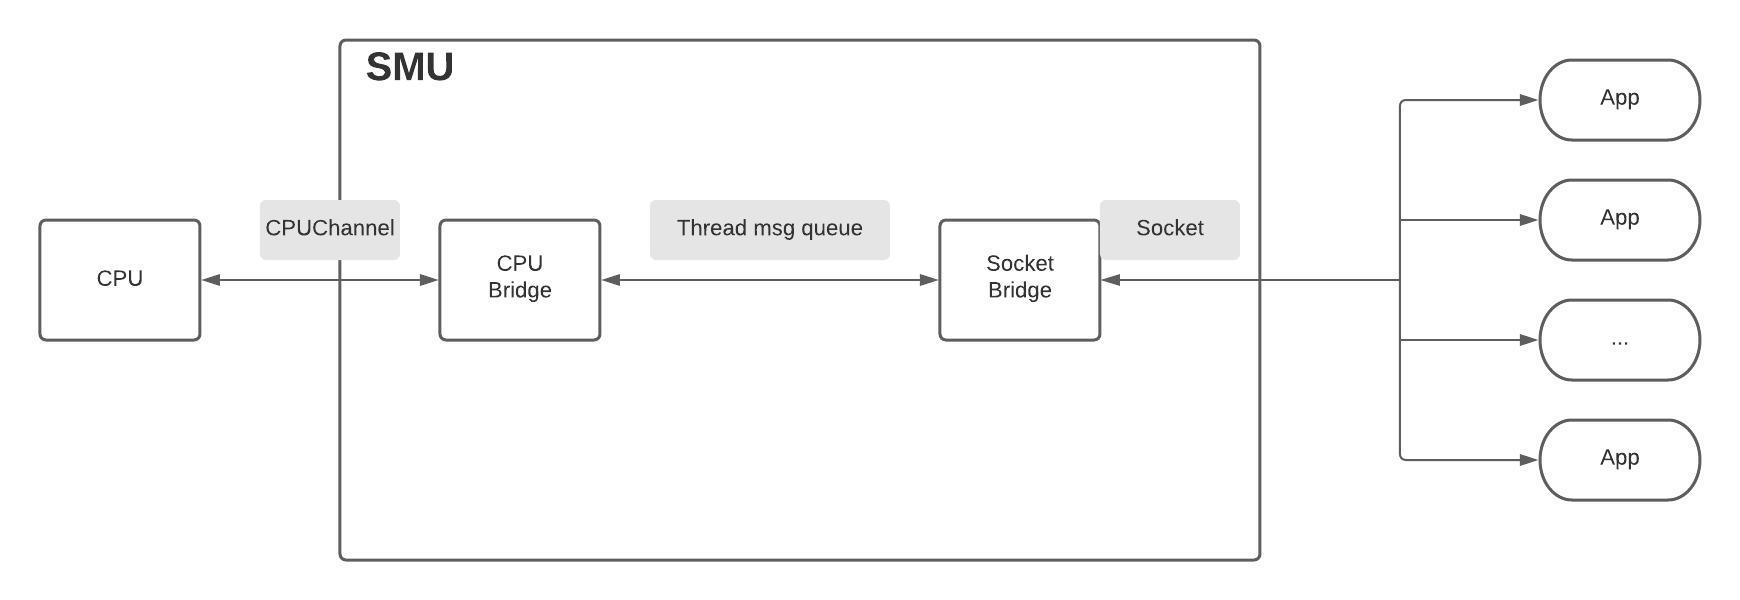 SMU
CPU
CPUChannel
CPU
Bridge
Thread msg queue
Socket
Bridge
Socket
App
App
...
App